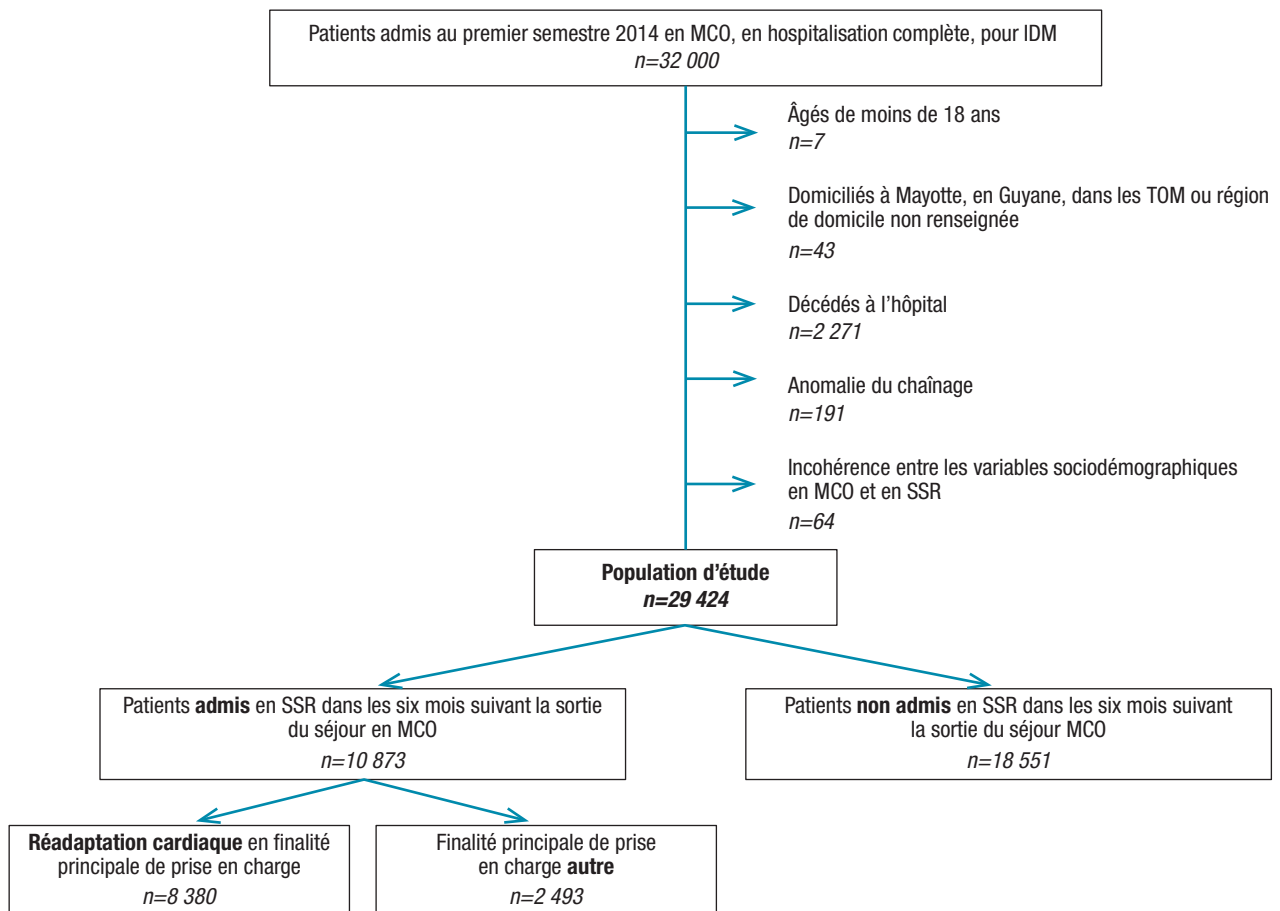 Patients admis au premier semestre 2014 en MCO, en hospitalisation complète, pour IDM
n=32 000
Âgés de moins de 18 ans
n=7
Domiciliés à Mayotte, en Guyane, dans les TOM ou région
de domicile non renseignée
n=43
Décédés à l’hôpital
n=2 271
Anomalie du chaînage
n=191
Incohérence entre les variables sociodémographiques
en MCO et en SSR
n=64
Population d’étude
n=29 424
Patients admis en SSR dans les six mois suivant la sortie
du séjour en MCO
n=10 873
Patients non admis en SSR dans les six mois suivant
la sortie du séjour MCO
n=18 551
Réadaptation cardiaque en finalité
principale de prise en charge
n=8 380
Finalité principale de prise
en charge autre
n=2 493